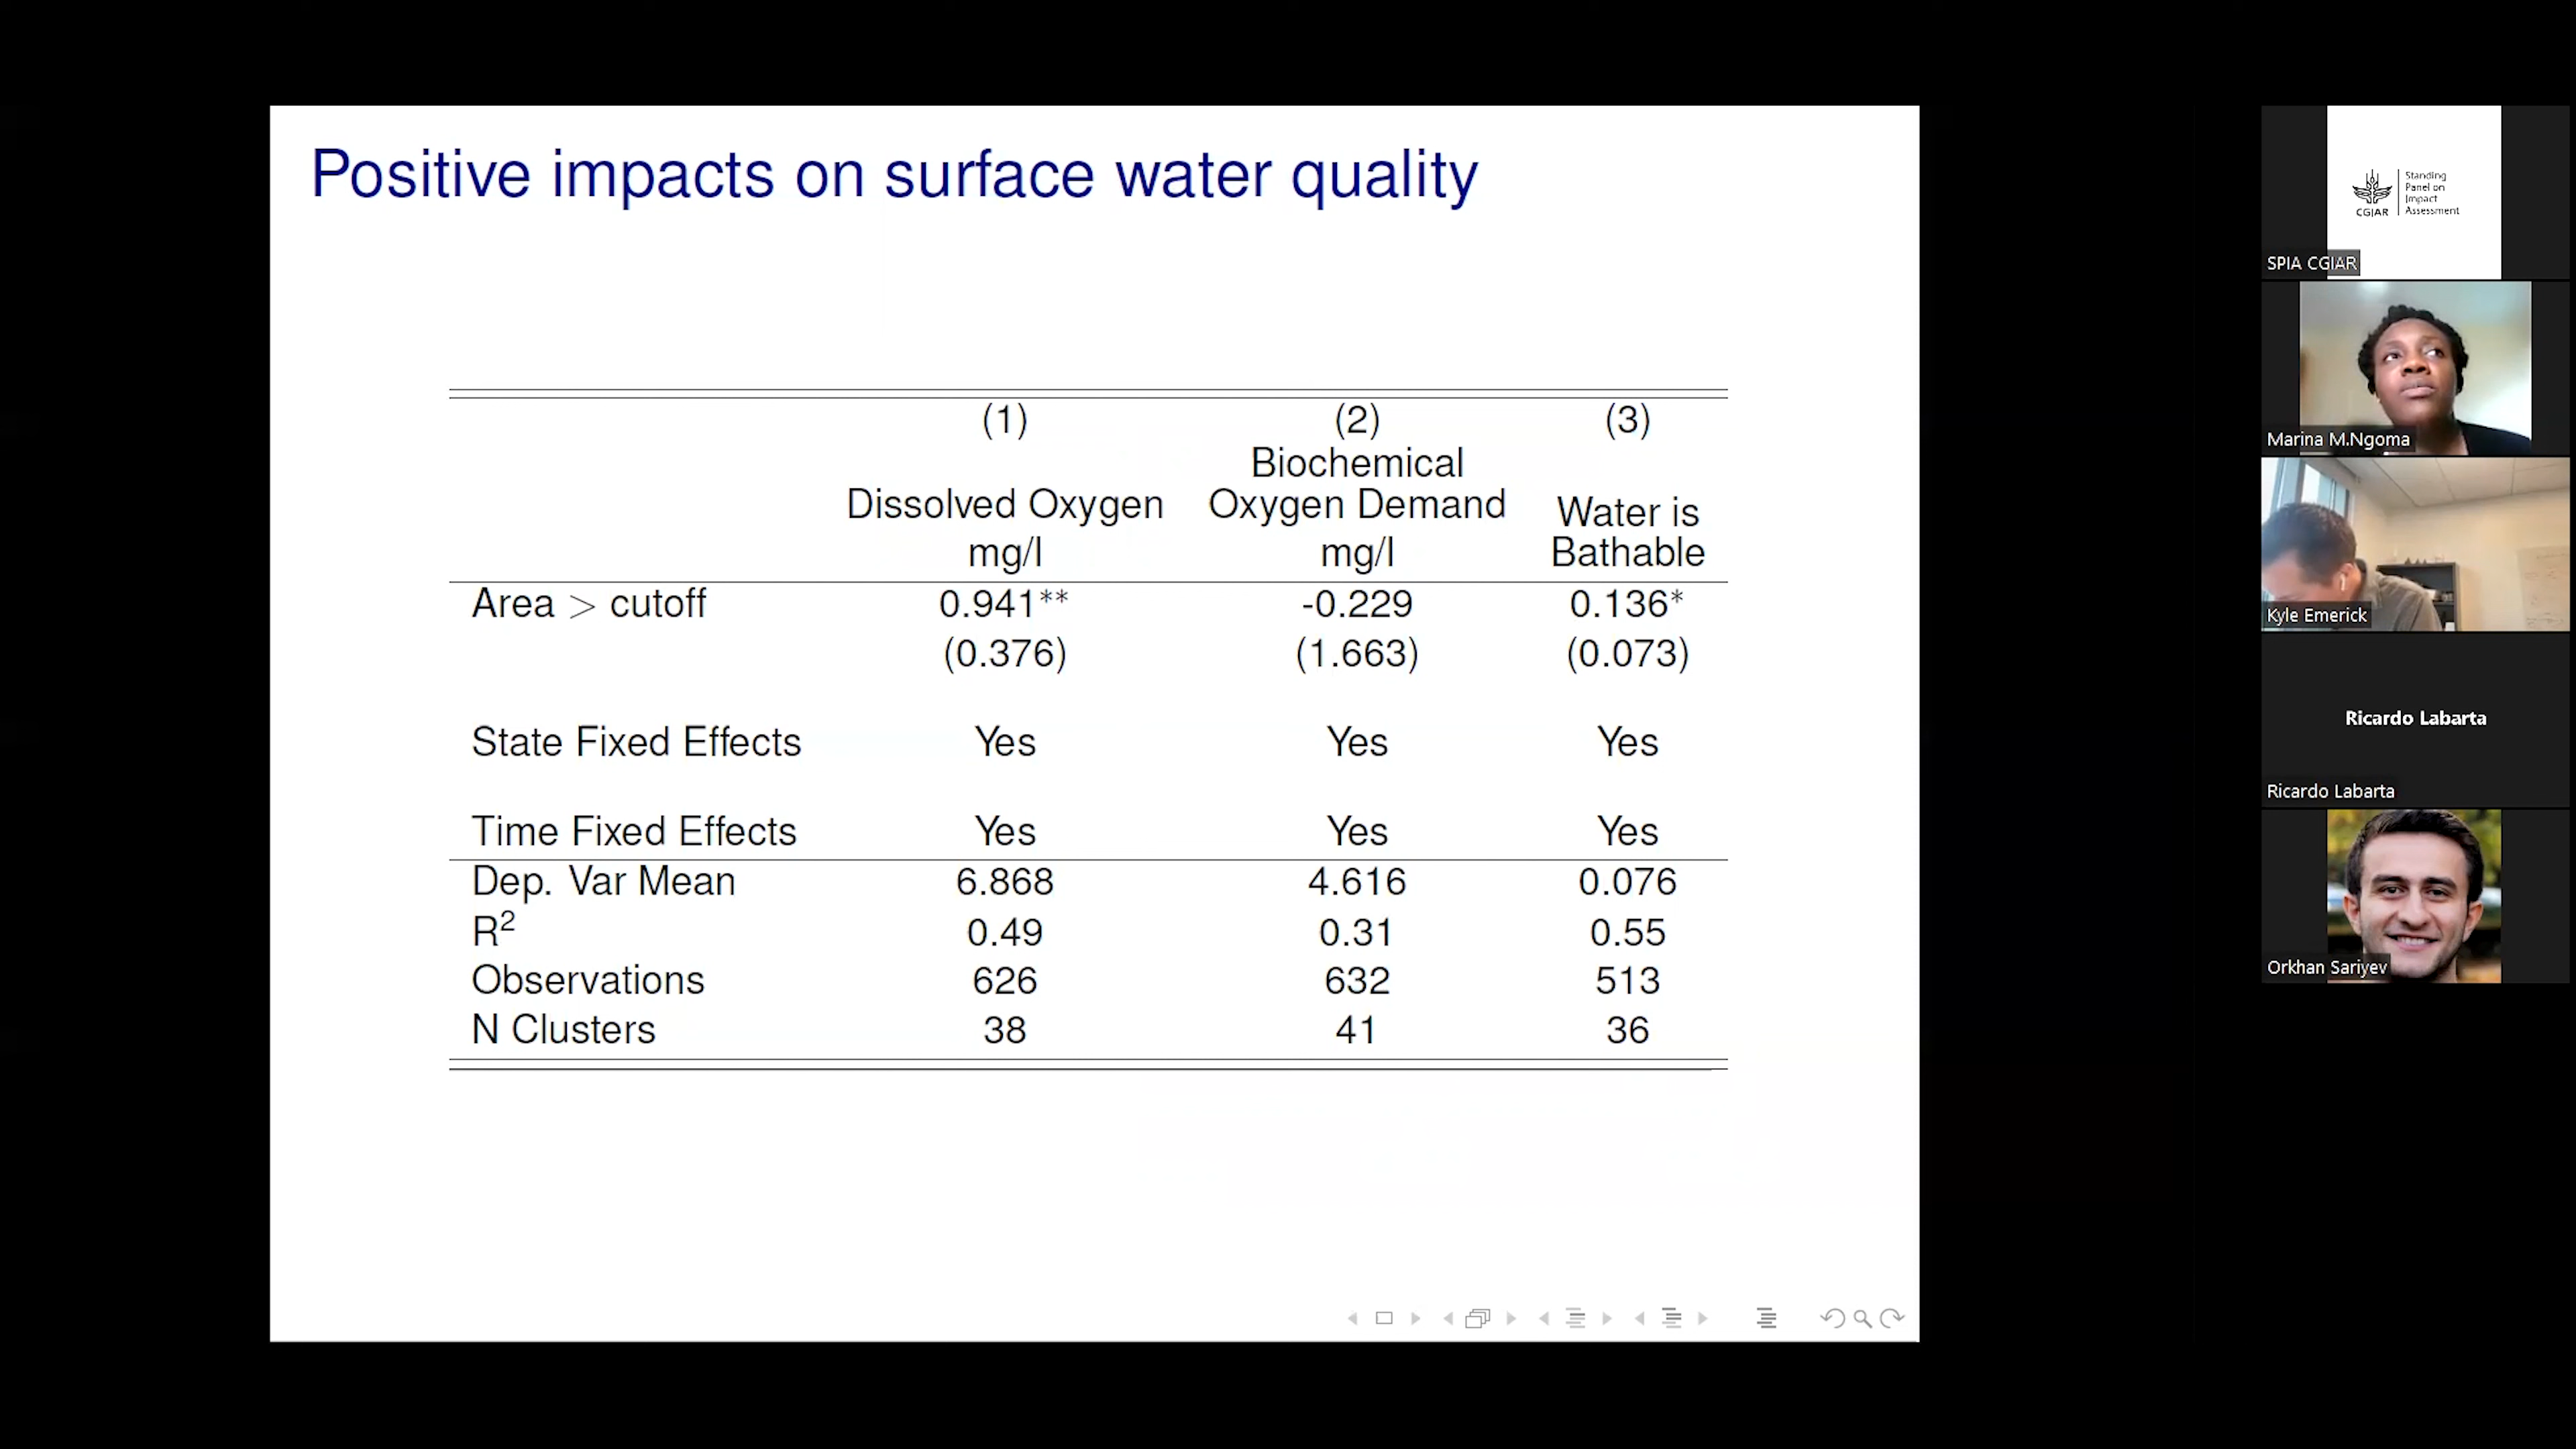 Positive impacts on surface water quality
(1) (2) (3)
Biochemical
Dissolved Oxygen Oxygen Demand Water is
mg/l mg/l Bathable
Area > cutoff 0.941** -0.229 0.136*
(0.376) (1.663) (0.073)
State Fixed Effects Yes Yes Yes
Time Fixed Effects Yes Yes Yes
Dep. Var Mean 6.868 4.616 0.076
R² 0.49 0.31 0.55
Observations 626 632 513
N Clusters 38 41 36
CGIAR
Standing
Panel on
Impact
Assessment
SPIA CGIAR
Marina M.Ngoma
Kyle Emerick
Ricardo Labarta
Ricardo Labarta
Orkhan Sariyev